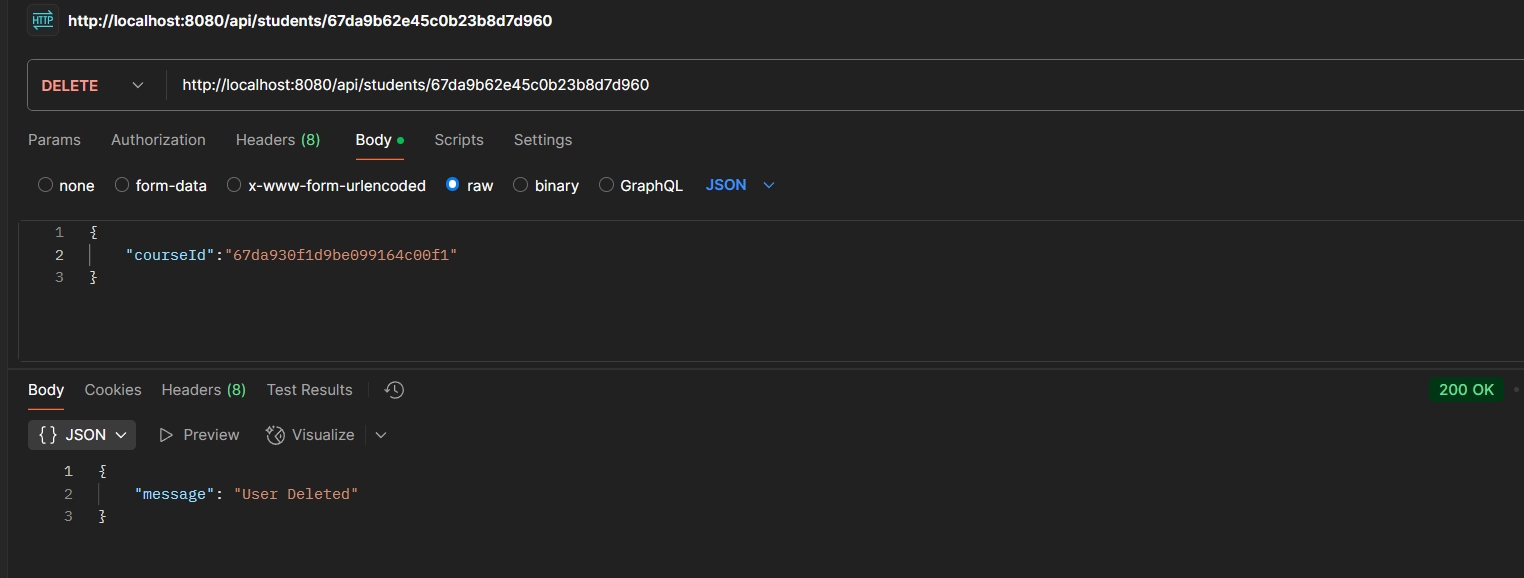 HTTP http://localhost:8080/api/students/67da9b62e45c0b23b8d7d960
DELETE http://localhost:8080/api/students/67da9b62e45c0b23b8d7d960
Params Authorization Headers (8) Body Scripts Settings
none form-data x-www-form-urlencoded raw binary GraphQL JSON
1 {
2 "courseId":"67da930f1d9be099164c00f1"
3 }
Body Cookies Headers (8) Test Results 200 OK
{} JSON Preview Visualize
1 {
2 "message": "User Deleted"
3 }